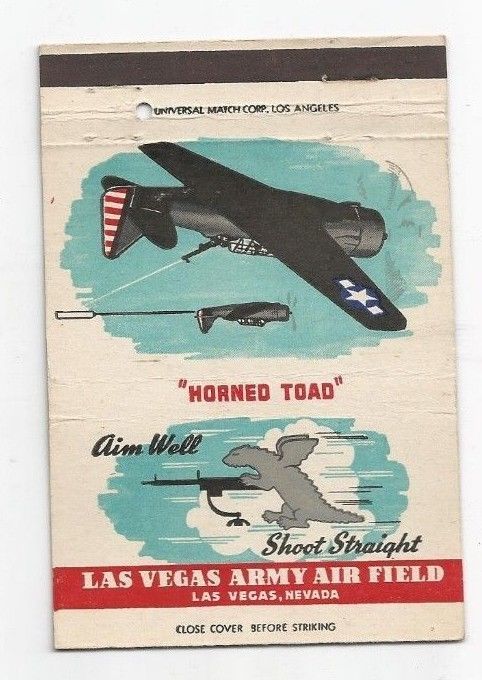 UNIVERSAL MATCH CORP., LOS ANGELES
"HORNED TOAD"
Aim Well
Shoot Straight
LAS VEGAS ARMY AIR FIELD
LAS VEGAS, NEVADA
CLOSE COVER BEFORE STRIKING